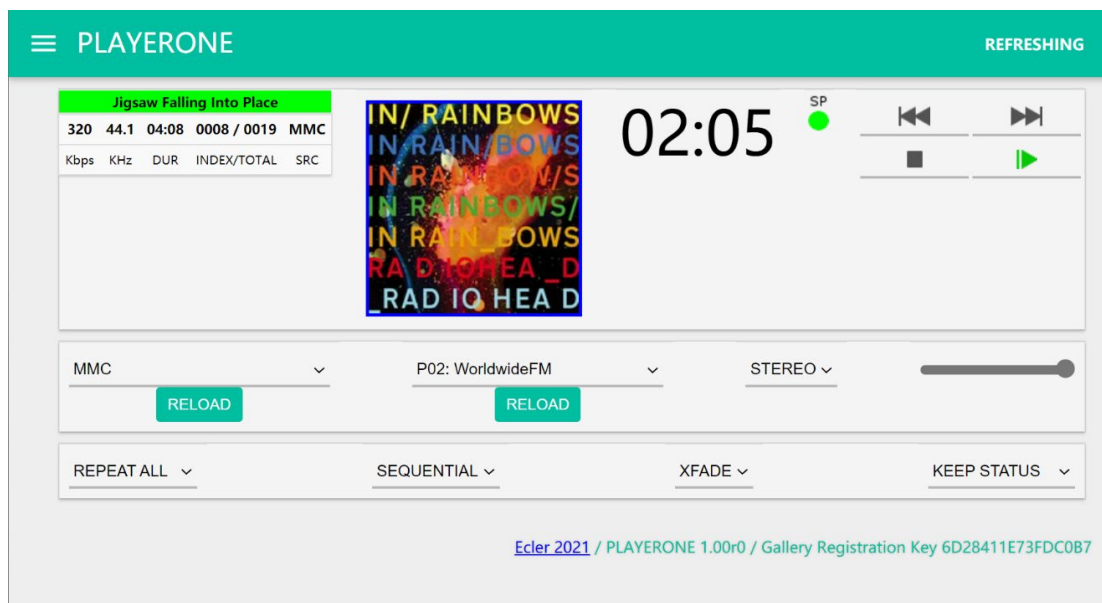 PLAYERONE
REFRESHING
Jigsaw Falling Into Place
320 44.1 04:08 0008 / 0019 MMC
Kbps KHz DUR INDEX/TOTAL SRC
IN/ RAINBOWS
IN RAIN/BOWS
IN RAINBOW/S
IN RAINBOWS/
IN RAIN_BOWS
RA D IOHEA _D
_RAD IO HEA D
02:05
SP
MMC
RELOAD
P02: WorldwideFM
RELOAD
STEREO
REPEAT ALL
SEQUENTIAL
XFADE
KEEP STATUS
Ecler 2021 / PLAYERONE 1.00r0 / Gallery Registration Key 6D28411E73FDC0B7